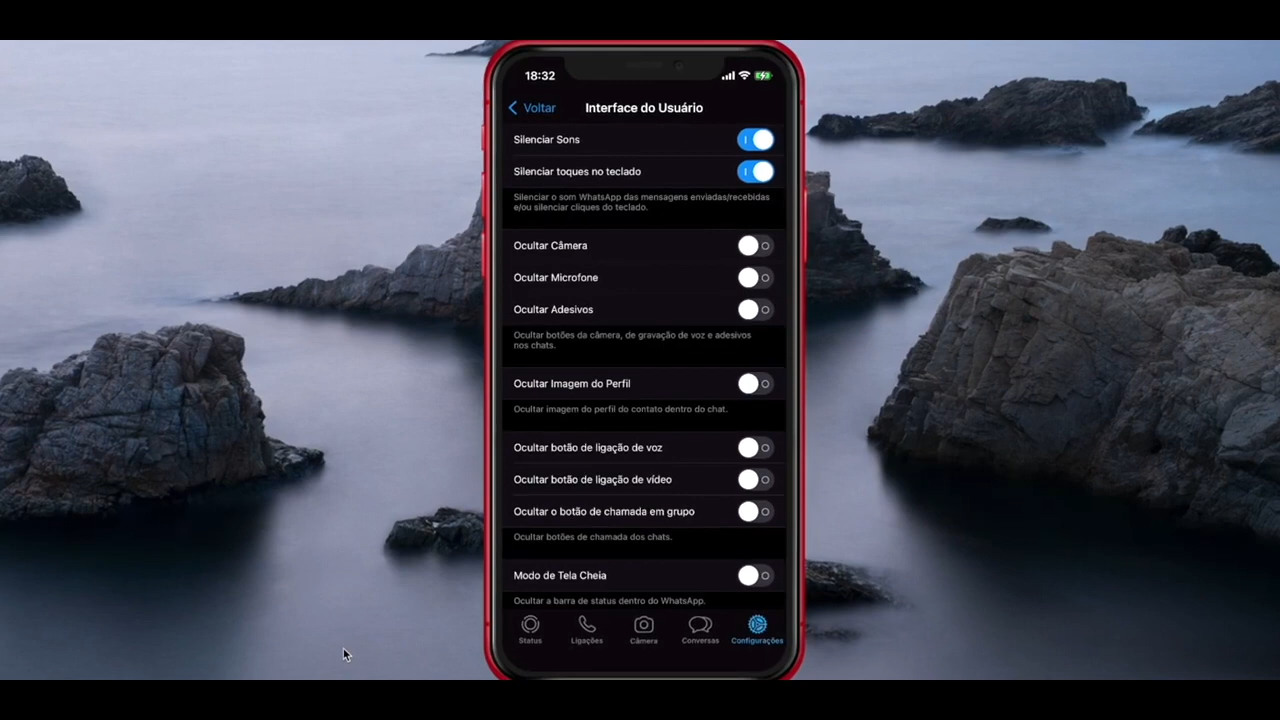 18:32
Voltar
Interface do Usuário
Silenciar Sons
Silenciar toques no teclado
Silenciar o som WhatsApp das mensagens enviadas/recebidas
e/ou silenciar cliques do teclado.
Ocultar Câmera
Ocultar Microfone
Ocultar Adesivos
Ocultar botões da câmera, de gravação de voz e adesivos
nos chats.
Ocultar Imagem do Perfil
Ocultar imagem do perfil do contato dentro do chat.
Ocultar botão de ligação de voz
Ocultar botão de ligação de vídeo
Ocultar o botão de chamada em grupo
Ocultar botões de chamada dos chats.
Modo de Tela Cheia
Ocultar a barra de status dentro do WhatsApp.
Status
Ligações
Câmera
Conversas
Configurações